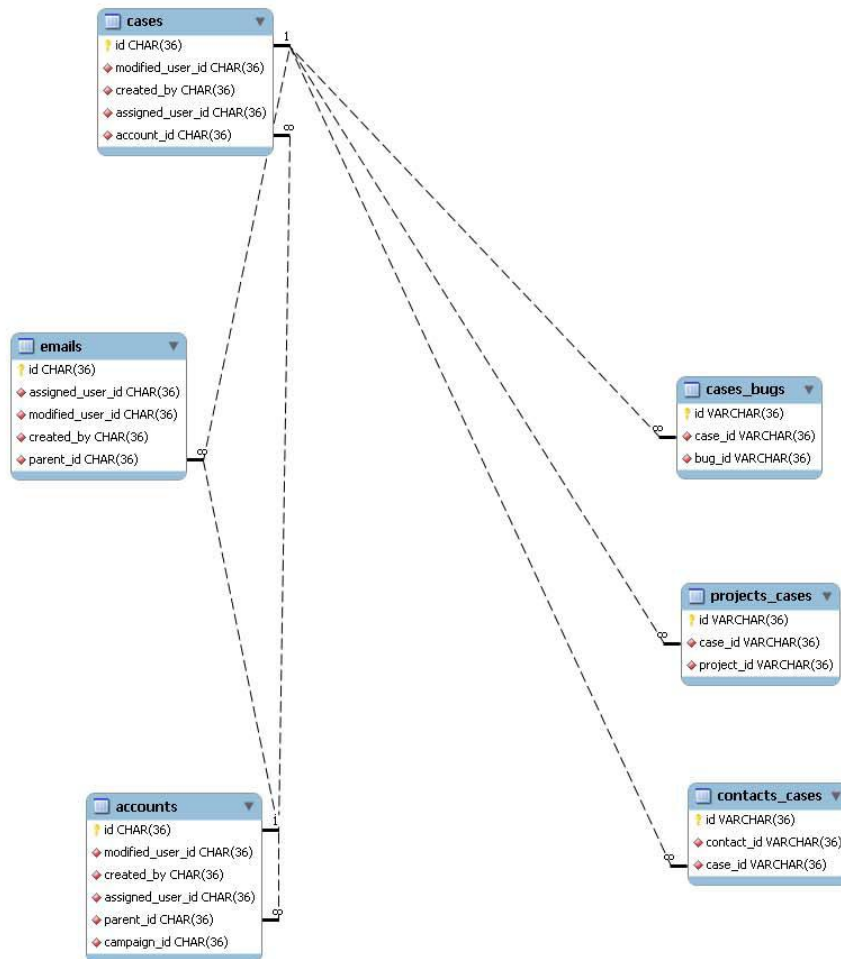 cases
id CHAR(36)
modified_user_id CHAR(36)
created_by CHAR(36)
assigned_user_id CHAR(36)
account_id CHAR(36)
1
∞
emails
id CHAR(36)
assigned_user_id CHAR(36)
modified_user_id CHAR(36)
created_by CHAR(36)
parent_id CHAR(36)
∞
cases_bugs
id VARCHAR(36)
case_id VARCHAR(36)
bug_id VARCHAR(36)
∞
projects_cases
id VARCHAR(36)
case_id VARCHAR(36)
project_id VARCHAR(36)
∞
accounts
id CHAR(36)
modified_user_id CHAR(36)
created_by CHAR(36)
assigned_user_id CHAR(36)
parent_id CHAR(36)
campaign_id CHAR(36)
1
∞
contacts_cases
id VARCHAR(36)
contact_id VARCHAR(36)
case_id VARCHAR(36)
∞